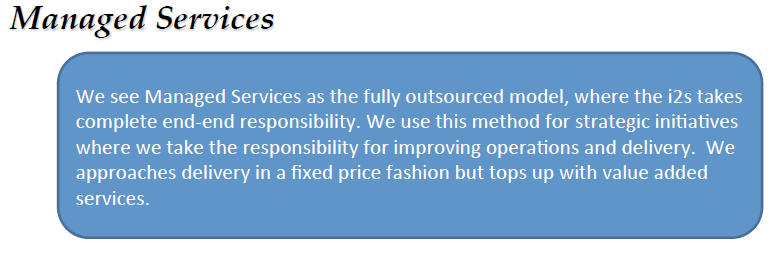 Managed Services
We see Managed Services as the fully outsourced model, where the i2s takes
complete end-end responsibility. We use this method for strategic initiatives
where we take the responsibility for improving operations and delivery.  We
approaches delivery in a fixed price fashion but tops up with value added
services.